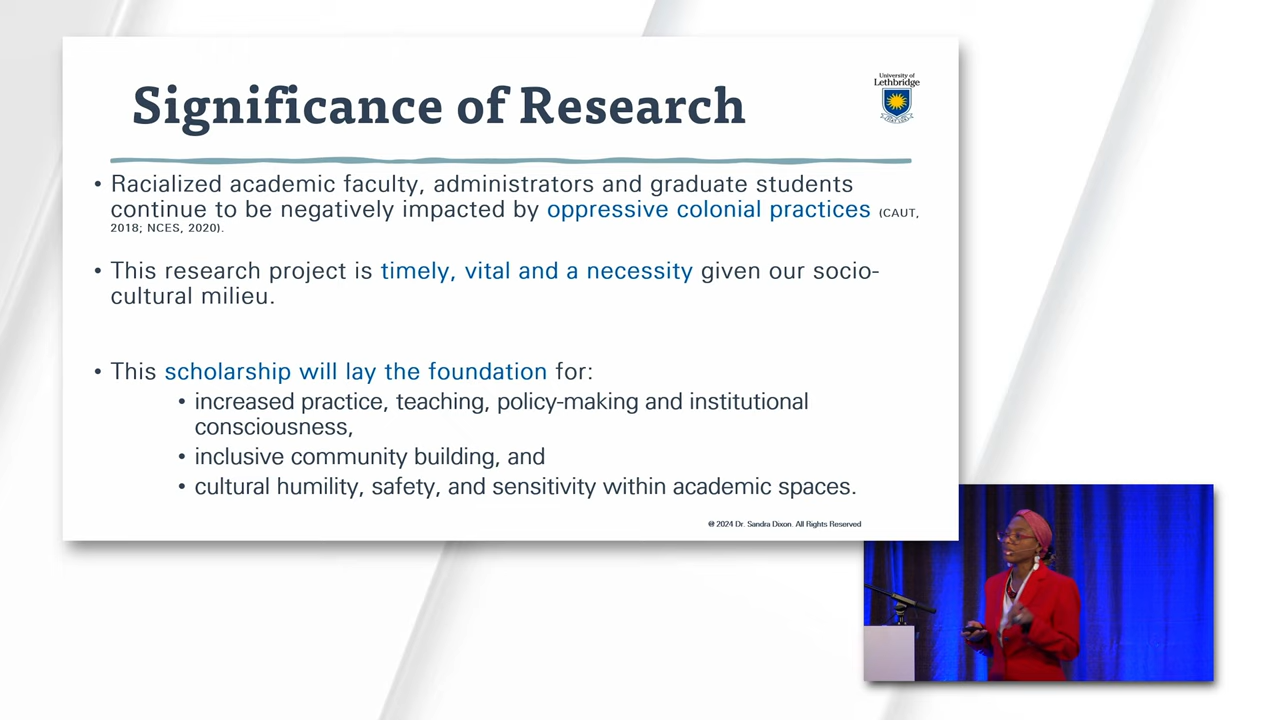 Significance of Research
University of
Lethbridge
• Racialized academic faculty, administrators and graduate students
continue to be negatively impacted by oppressive colonial practices (CAUT,
2018; NCES, 2020).
• This research project is timely, vital and a necessity given our socio-
cultural milieu.
• This scholarship will lay the foundation for:
• increased practice, teaching, policy-making and institutional
consciousness,
• inclusive community building, and
• cultural humility, safety, and sensitivity within academic spaces.
@ 2024 Dr. Sandra Dixon. All Rights Reserved